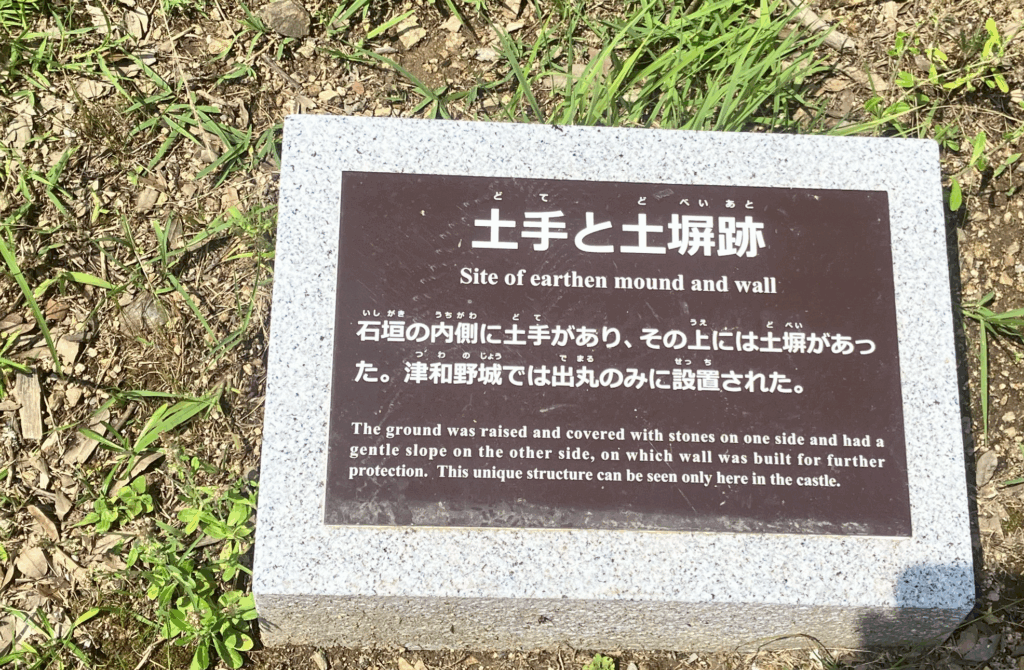 どて どべいあと
土手と土塀跡
Site of earthen mound and wall
いしがき うちがわ どて うえ どべい
石垣の内側に土手があり、その上には土塀があっ
つわのじょう でまる せっち
た。津和野城では出丸のみに設置された。
The ground was raised and covered with stones on one side and had a
gentle slope on the other side, on which wall was built for further
protection. This unique structure can be seen only here in the castle.